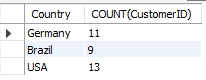 Country COUNT(CustomerID)
Germany 11
Brazil 9
USA 13